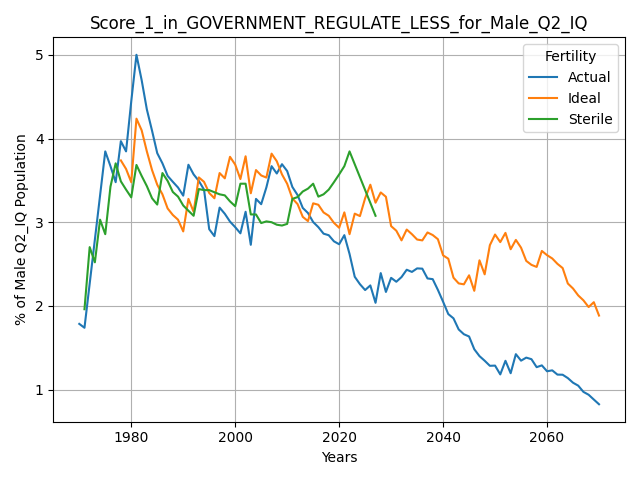 Score_1_in_GOVERNMENT_REGULATE_LESS_for_Male_Q2_IQ
% of Male Q2_IQ Population
5
4
3
2
1
Fertility
Actual
Ideal
Sterile
1980 2000 2020 2040 2060
Years